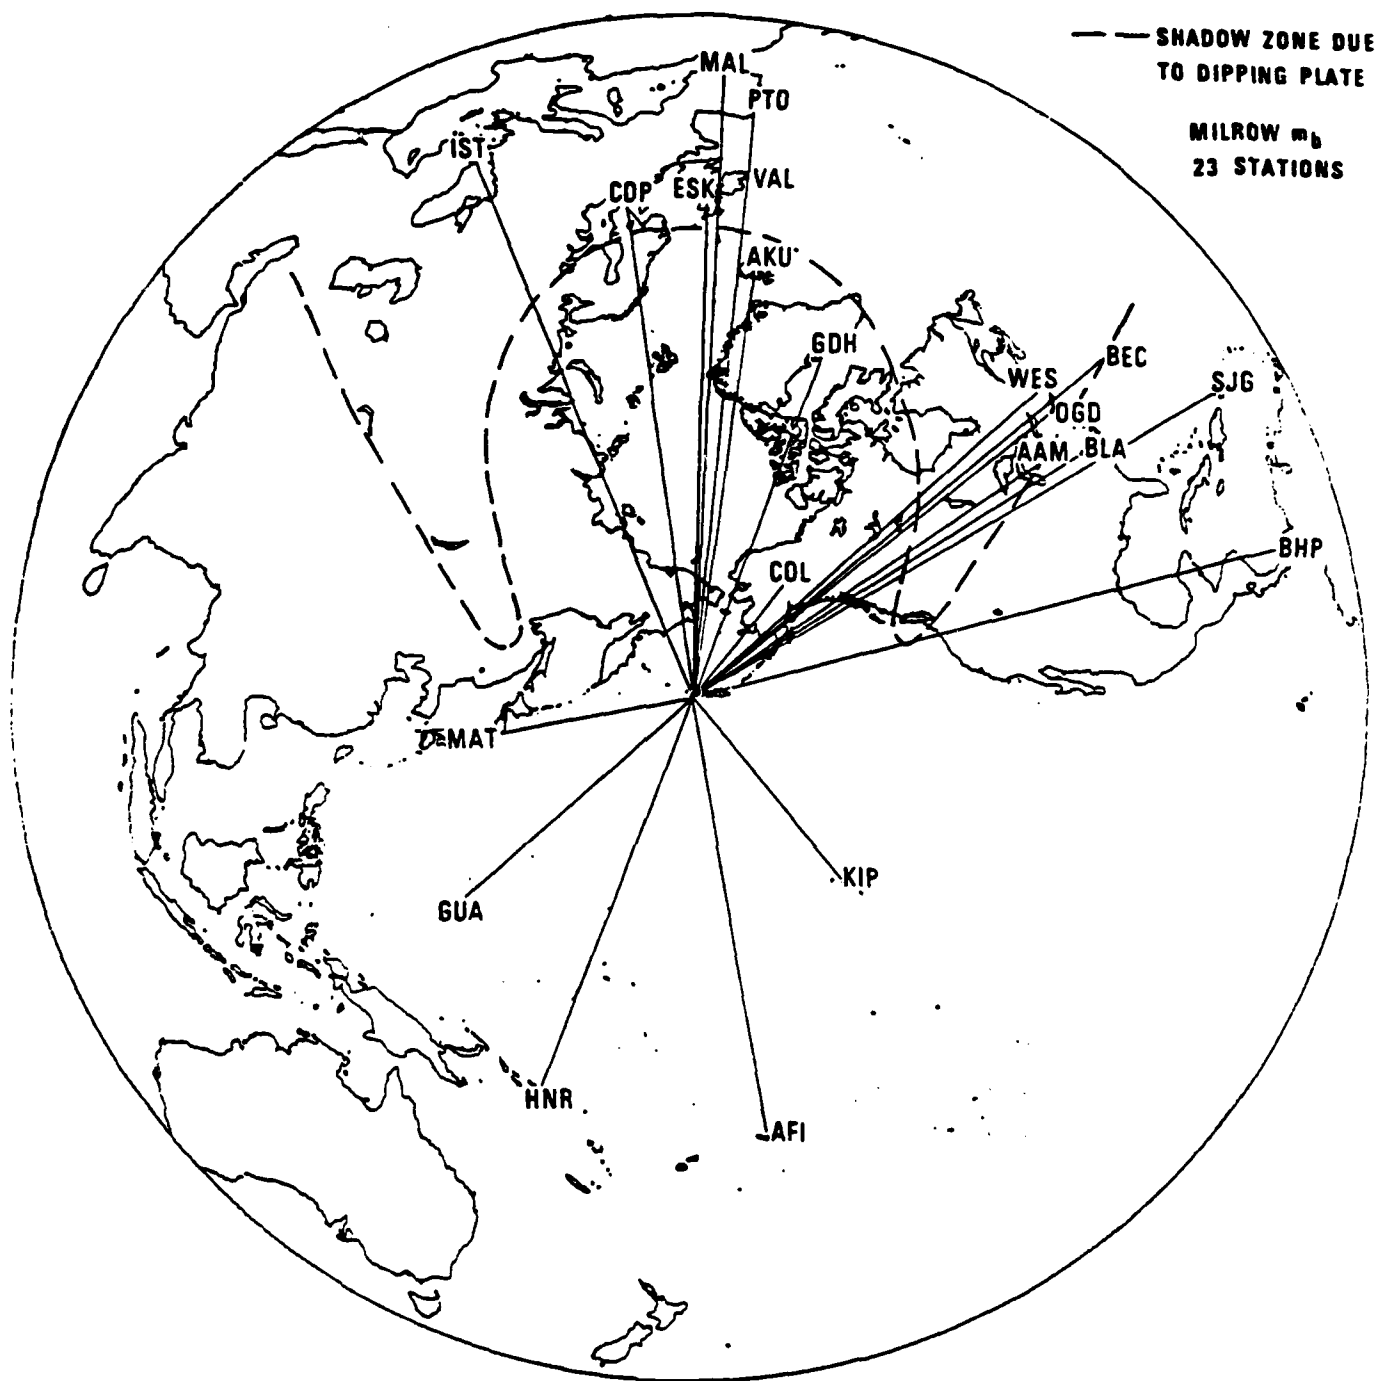 SHADOW ZONE DUE
TO DIPPING PLATE
MILROW mb
23 STATIONS
MAL
PTO
IST
COP
ESK
VAL
AKU
GDH
WES
BEC
SJG
OGD
AAM
BLA
BHP
COL
MAT
KIP
GUA
HNR
AFI